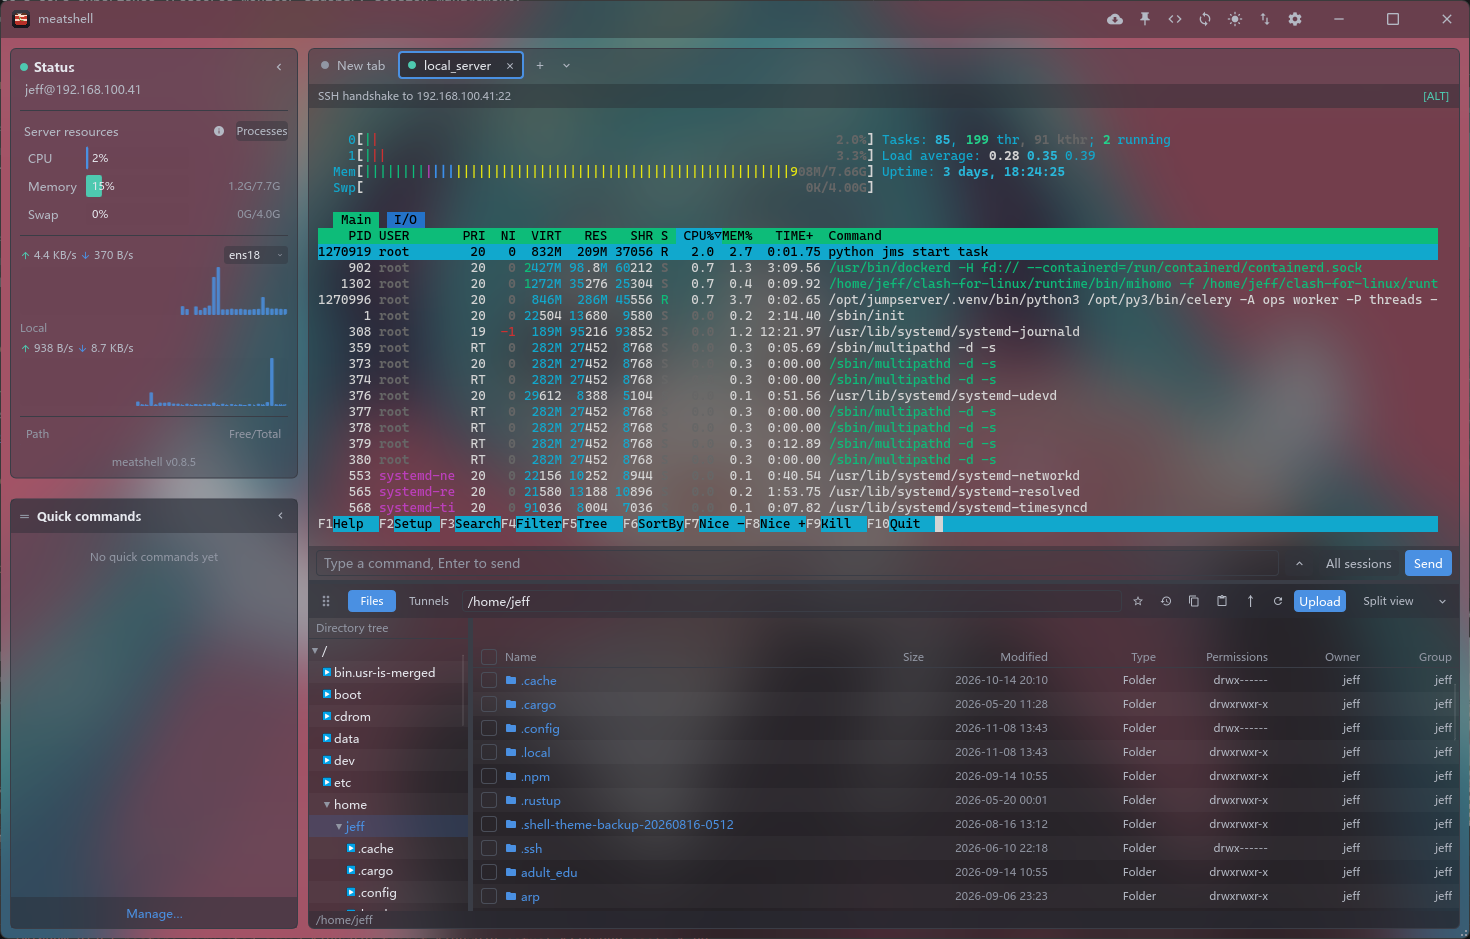 meatshell
Status
jeff@192.168.100.41
Server resources
Processes
CPU 2%
Memory 15% 1.2G/7.7G
Swap 0% 0G/4.0G
↑ 4.4 KB/s ↓ 370 B/s ens18
Local
↑ 938 B/s ↓ 8.7 KB/s
Path Free/Total
meatshell v0.8.5
Quick commands
No quick commands yet
Manage...
New tab
local_server × +
SSH handshake to 192.168.100.41:22 [ALT]
0[|| 2.0%] Tasks: 85, 199 thr, 91 kthr; 2 running
1[||| 3.3%] Load average: 0.28 0.35 0.39
Mem[ 908M/7.66G] Uptime: 3 days, 18:24:25
Swp[ 0K/4.00G]
Main I/O
PID USER PRI NI VIRT RES SHR S CPU%▽MEM% TIME+ Command
1270919 root 20 0 832M 209M 37056 R 2.0 2.7 0:01.75 python jms start task
902 root 20 0 2427M 98.8M 60212 S 0.7 1.3 3:09.56 /usr/bin/dockerd -H fd:// --containerd=/run/containerd/containerd.sock
1302 root 20 0 1272M 35276 25304 S 0.7 0.4 0:09.92 /home/jeff/clash-for-linux/runtime/bin/mihomo -f /home/jeff/clash-for-linux/runt
1270996 root 20 0 846M 286M 45556 R 0.7 3.7 0:02.65 /opt/jumpserver/.venv/bin/python3 /opt/py3/bin/celery -A ops worker -P threads -
1 root 20 0 22504 13680 9580 S 0.0 0.2 2:14.40 /sbin/init
308 root 19 -1 189M 95216 93852 S 0.0 1.2 12:21.97 /usr/lib/systemd/systemd-journald
359 root RT 0 282M 27452 8768 S 0.0 0.3 0:05.69 /sbin/multipathd -d -s
373 root 20 0 282M 27452 8768 S 0.0 0.3 0:00.00 /sbin/multipathd -d -s
374 root RT 0 282M 27452 8768 S 0.0 0.3 0:00.00 /sbin/multipathd -d -s
376 root 20 0 29612 8388 5104 0.0 0.1 0:51.56 /usr/lib/systemd/systemd-udevd
377 root RT 0 282M 27452 8768 0.0 0.3 0:00.00 /sbin/multipathd -d -s
378 root RT 0 282M 27452 8768 0.0 0.3 0:00.00 /sbin/multipathd -d -s
379 root RT 0 282M 27452 8768 0.0 0.3 0:12.89 /sbin/multipathd -d -s
380 root RT 0 282M 27452 8768 0.0 0.3 0:00.00 /sbin/multipathd -d -s
553 systemd-ne 20 0 22156 10252 8944 0.0 0.1 0:40.54 /usr/lib/systemd/systemd-networkd
565 systemd-re 20 0 21580 13188 10896 0.0 0.2 1:53.75 /usr/lib/systemd/systemd-resolved
568 systemd-ti 20 0 91036 8004 7036 S 0.0 0.1 0:07.82 /usr/lib/systemd/systemd-timesyncd
F1Help F2Setup F3SearchF4FilterF5Tree F6SortByF7Nice -F8Nice +F9Kill F10Quit
Type a command, Enter to send
All sessions Send
Files Tunnels /home/jeff Upload Split view
Directory tree
/
bin.usr-is-merged
boot
cdrom
data
dev
etc
home
jeff
.cache
.cargo
.config
Name Size Modified Type Permissions Owner Group
.cache 2026-10-14 20:10 Folder drwx------ jeff jeff
.cargo 2026-05-20 11:28 Folder drwxrwxr-x jeff jeff
.config 2026-11-08 13:43 Folder drwx------ jeff jeff
.local 2026-11-08 13:43 Folder drwxrwxr-x jeff jeff
.npm 2026-09-14 10:55 Folder drwxrwxr-x jeff jeff
.rustup 2026-05-20 00:01 Folder drwxrwxr-x jeff jeff
.shell-theme-backup-20260816-0512 2026-08-16 13:12 Folder drwxrwxr-x jeff jeff
.ssh 2026-06-10 22:18 Folder drwx------ jeff jeff
adult_edu 2026-09-14 10:55 Folder drwxrwxr-x jeff jeff
arp 2026-09-06 23:23 Folder drwxrwxr-x jeff jeff
/home/jeff